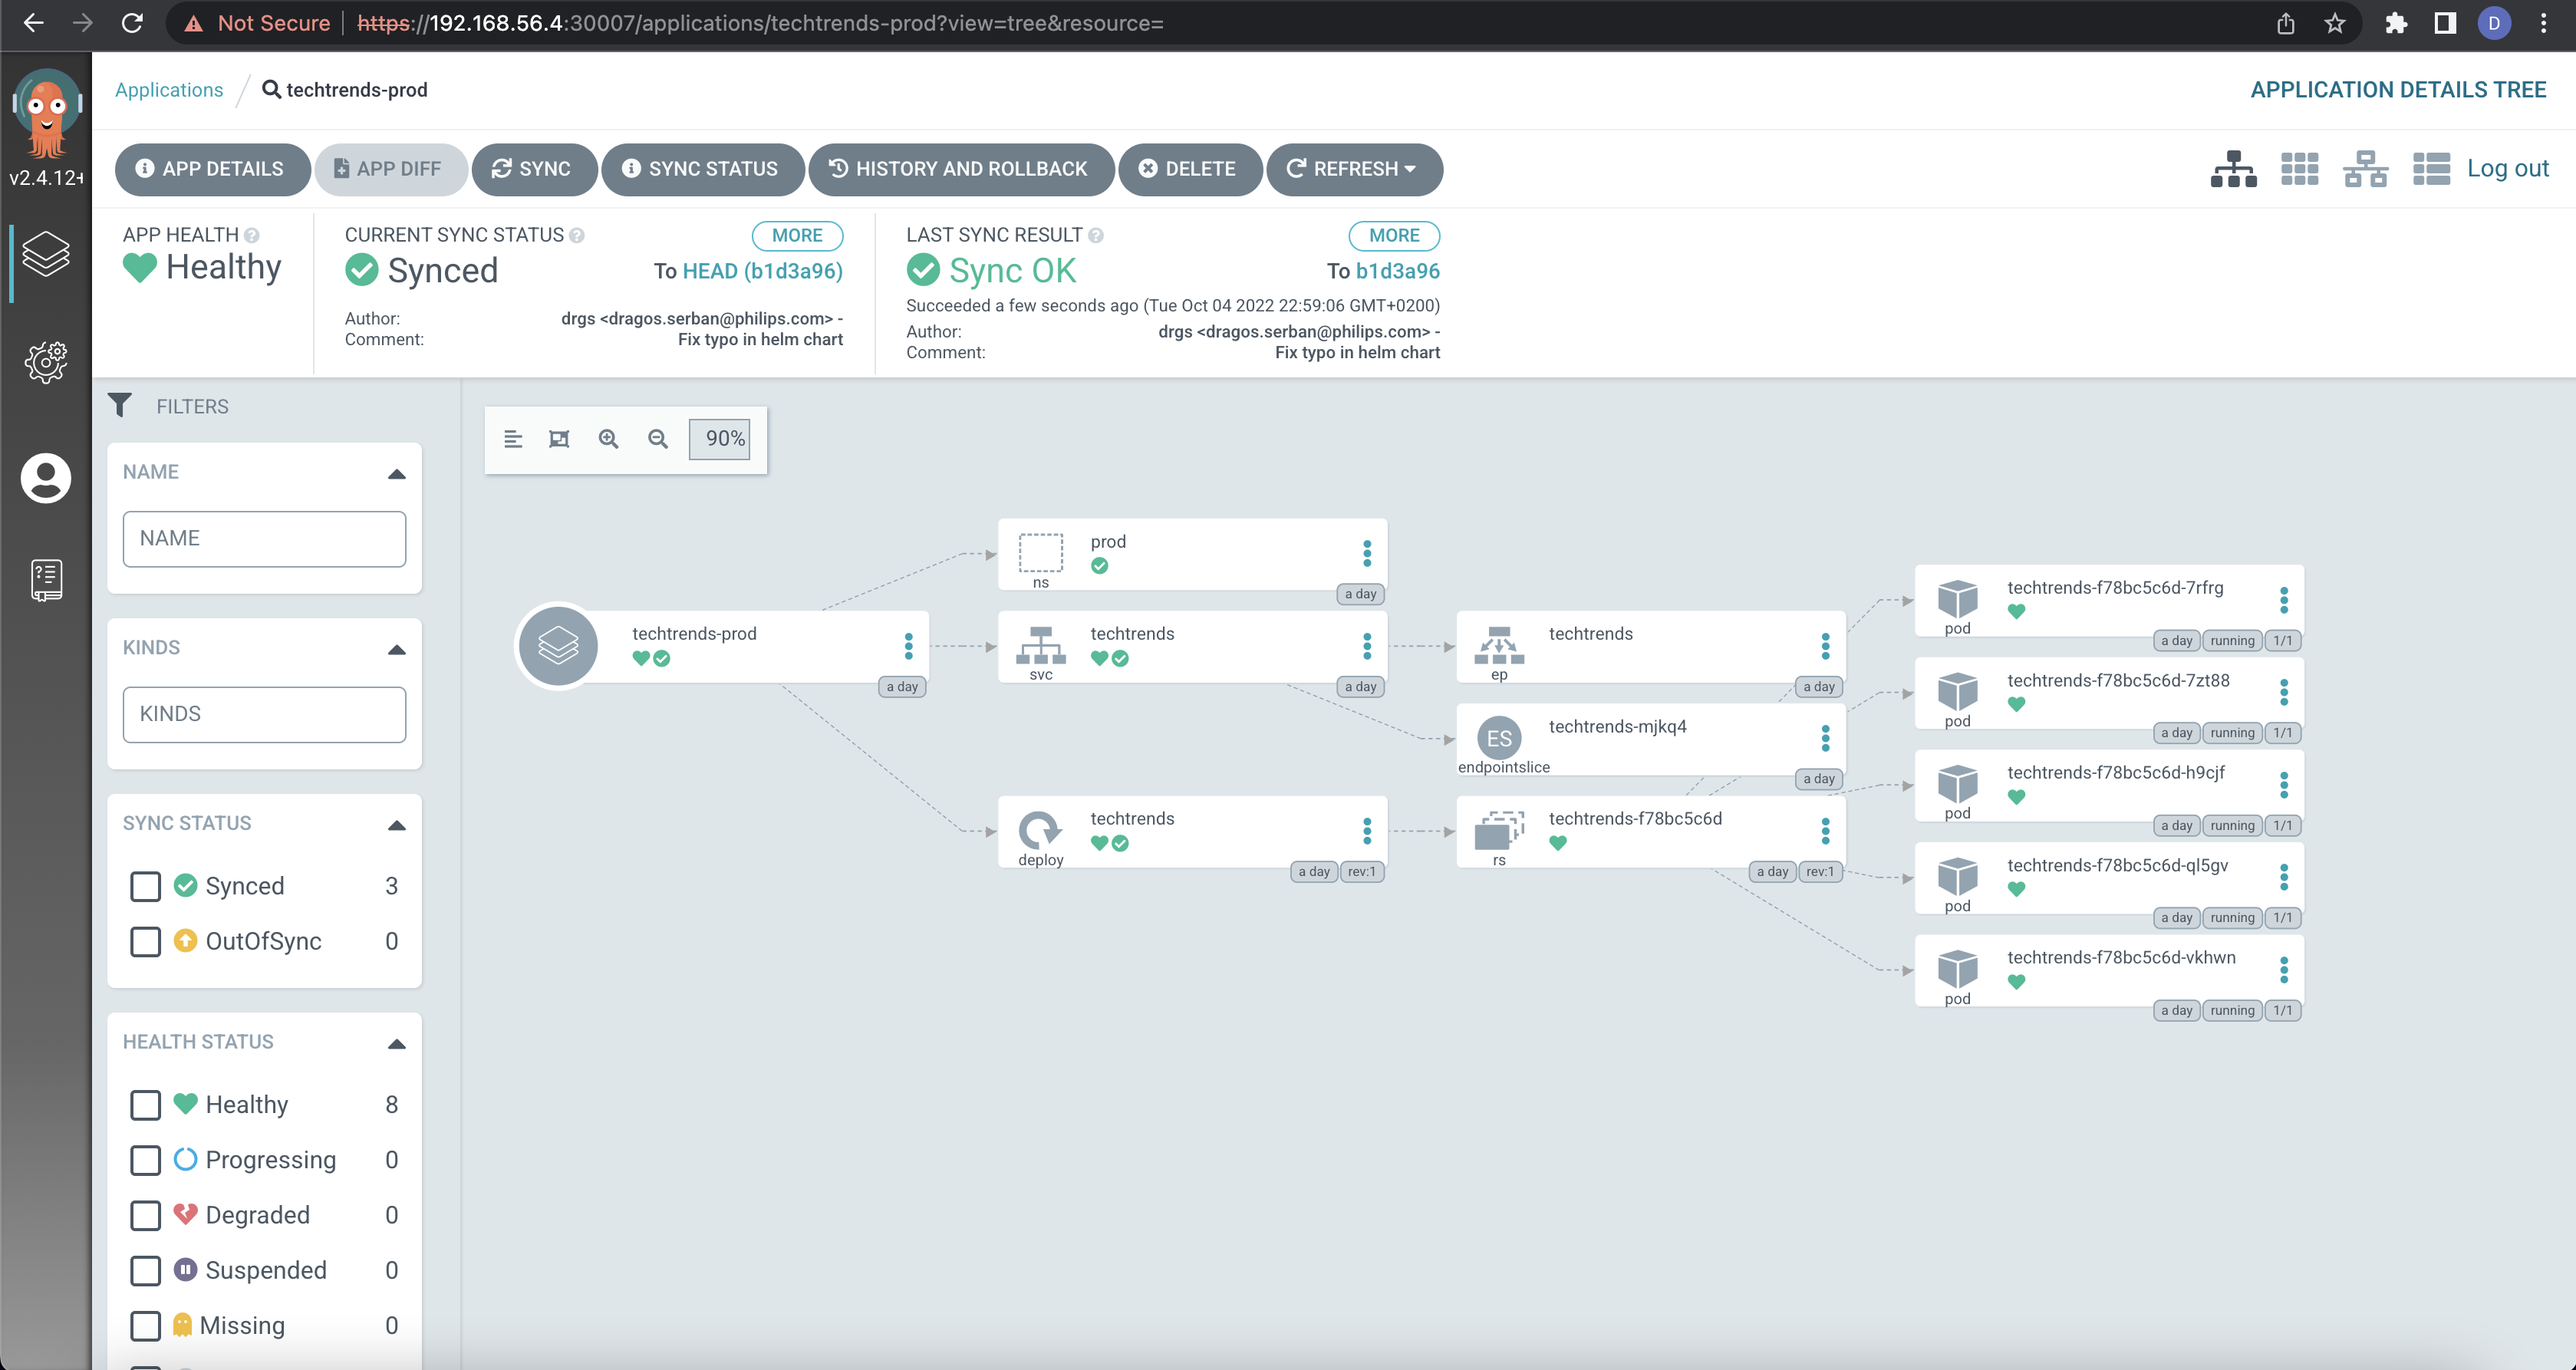 Not Secure https://192.168.56.4:30007/applications/techtrends-prod?view=tree&resource= D
Applications / techtrends-prod APPLICATION DETAILS TREE
v2.4.12+
APP DETAILS APP DIFF SYNC SYNC STATUS HISTORY AND ROLLBACK DELETE REFRESH Log out
APP HEALTH
Healthy
CURRENT SYNC STATUS MORE
Synced To HEAD (b1d3a96)
Author: drgs <dragos.serban@philips.com> -
Comment: Fix typo in helm chart
LAST SYNC RESULT MORE
Sync OK To b1d3a96
Succeeded a few seconds ago (Tue Oct 04 2022 22:59:06 GMT+0200)
Author: drgs <dragos.serban@philips.com> -
Comment: Fix typo in helm chart
FILTERS
NAME
NAME
KINDS
KINDS
SYNC STATUS
Synced 3
OutOfSync 0
HEALTH STATUS
Healthy 8
Progressing 0
Degraded 0
Suspended 0
Missing 0
90%
techtrends-prod
a day
prod
ns
a day
techtrends
svc
a day
techtrends
deploy
a day rev:1
techtrends
ep
a day
ES
techtrends-mjkq4
endpointslice
a day
techtrends-f78bc5c6d
rs
a day rev:1
techtrends-f78bc5c6d-7rfrg
pod
a day running 1/1
techtrends-f78bc5c6d-7zt88
pod
a day running 1/1
techtrends-f78bc5c6d-h9cjf
pod
a day running 1/1
techtrends-f78bc5c6d-ql5gv
pod
a day running 1/1
techtrends-f78bc5c6d-vkhwn
pod
a day running 1/1